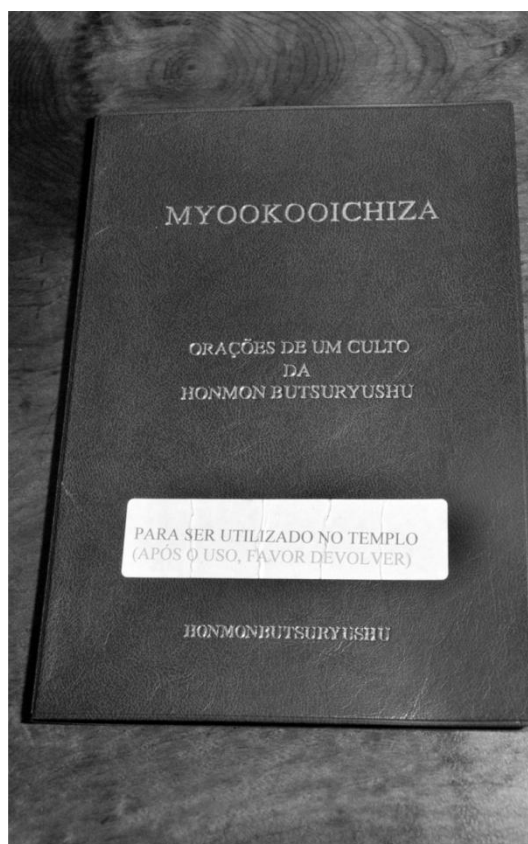 MYOOKOOICHIZA
ORAÇÕES DE UM CULTO
DA
HONMON BUTSURYUSHU
PARA SER UTILIZADO NO TEMPLO
(APÓS O USO, FAVOR DEVOLVER)
HONMONBUTSURYUSHU